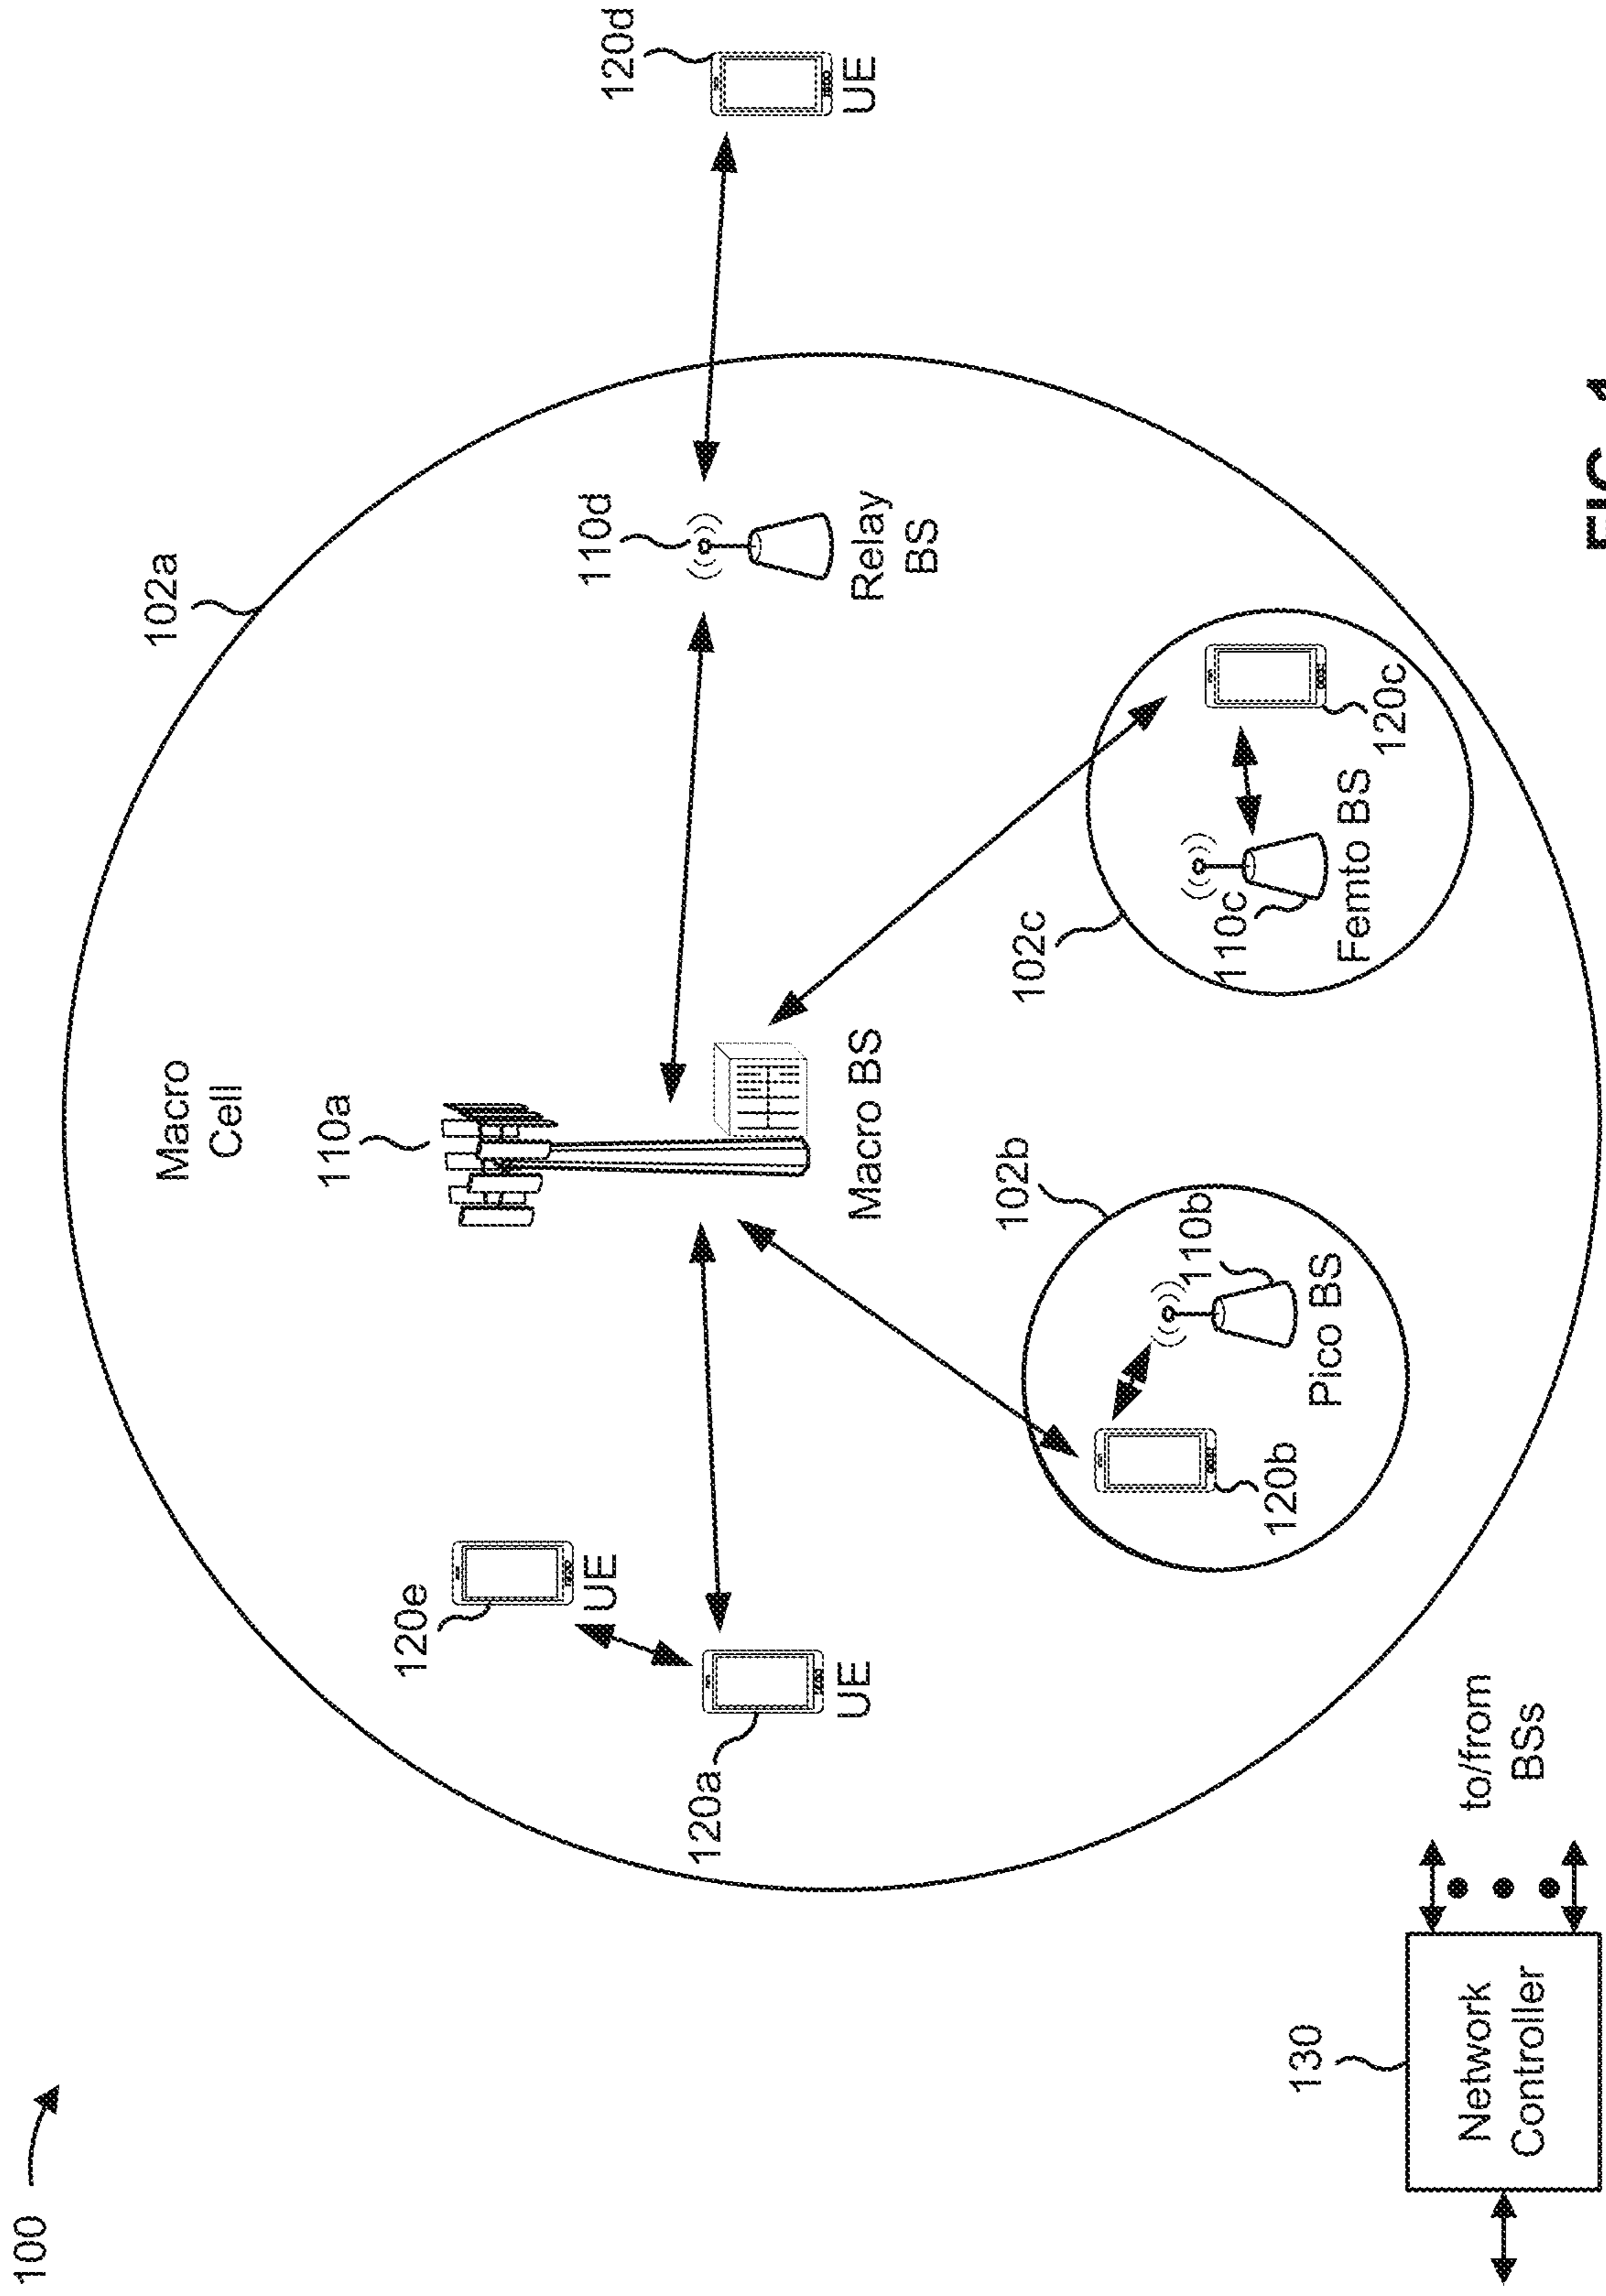 100
102a
Macro
Cell
110a
120e
UE
120a
UE
110d
Relay
BS
120d
UE
Macro BS
102b
110b
Pico BS
120b
102c
110c
Femto BS
120c
130
Network
Controller
to/from
BSs